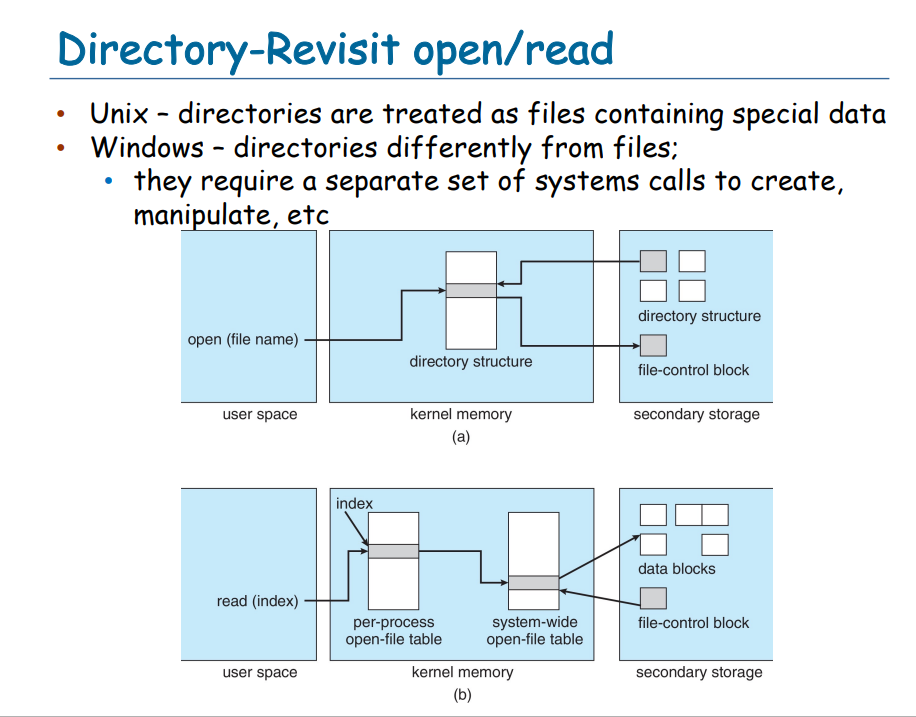 Directory-Revisit open/read
• Unix – directories are treated as files containing special data
• Windows – directories differently from files;
• they require a separate set of systems calls to create,
manipulate, etc
open (file name)
directory structure
directory structure
file-control block
user space
kernel memory
secondary storage
(a)
index
read (index)
per-process
open-file table
system-wide
open-file table
data blocks
file-control block
user space
kernel memory
secondary storage
(b)